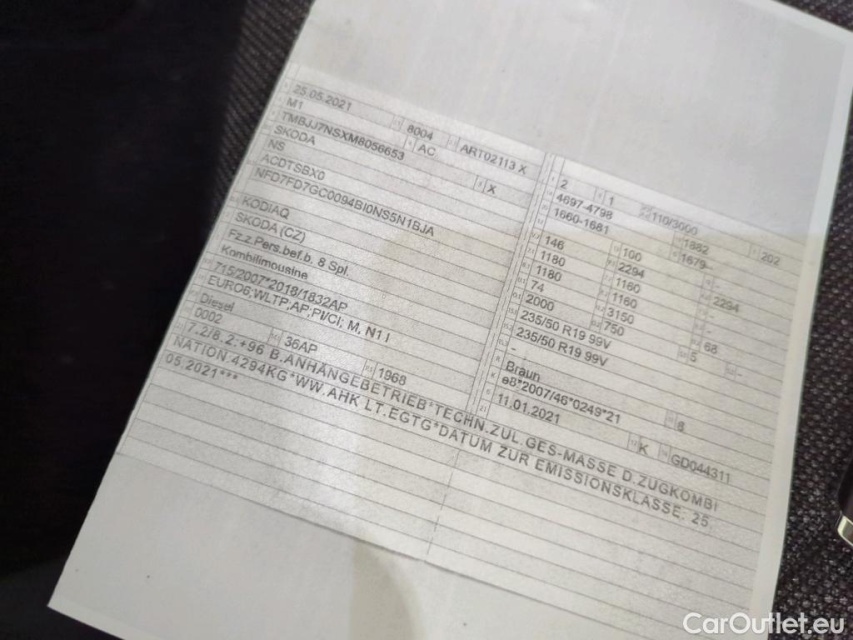 25.05.2021 8004 ART02113 X
M1 AC
TMBJJ7NSXM8056653 X
SKODA
NS
ACDTSBX0
NFD7FD7GC0094BI0NS5N1BJA
KODIAQ
SKODA (CZ)
Fz.z.Pers.bef.b. 8 Spl.
Kombilimousine
715/2007*2018/1832AP
EURO6;WLTP,AP,PI/CI; M, N1 I
Diesel
0002 36AP 1968
2 1 110/3000
4697-4798 1882 202
1660-1681 1679
146 100 2294
1180 2294 -
1180 1160 -
74 1160 68
2000 3150 5
235/50 R19 99V 750
235/50 R19 99V
-
Braun
e8*2007/46*0249*21 8
11.01.2021 K GD044311
7.2/8.2:+96 B.ANHÄNGEBETRIEB*TECHN.ZUL.GES-MASSE D.ZUGKOMBI
NATION:4294KG*WW.AHK LT.EGTG*DATUM ZUR EMISSIONSKLASSE: 25.
05.2021***
CarOutlet.eu